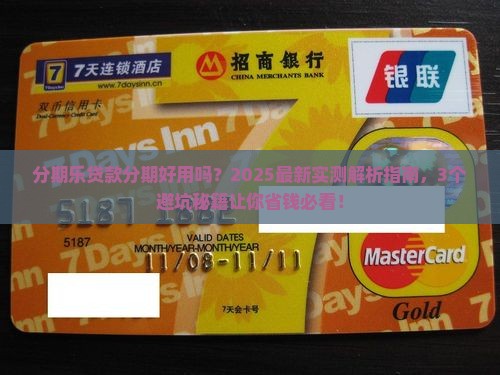 7天连锁酒店
7DaysInn
www.7daysinn.cn
招商银行
CHINA MERCHANTS BANK
银联
双币信用卡
Dual-Currency Credit Card
7Days Inn
分期乐贷款分期好用吗?2025最新实测解析指南,3个
避坑秘籍让你省钱必看!
5187
5187
VALID DATES
MONTH/YEAR-MONTH/YEAR
11/08-11/11
MasterCard
7天会卡号
Gold